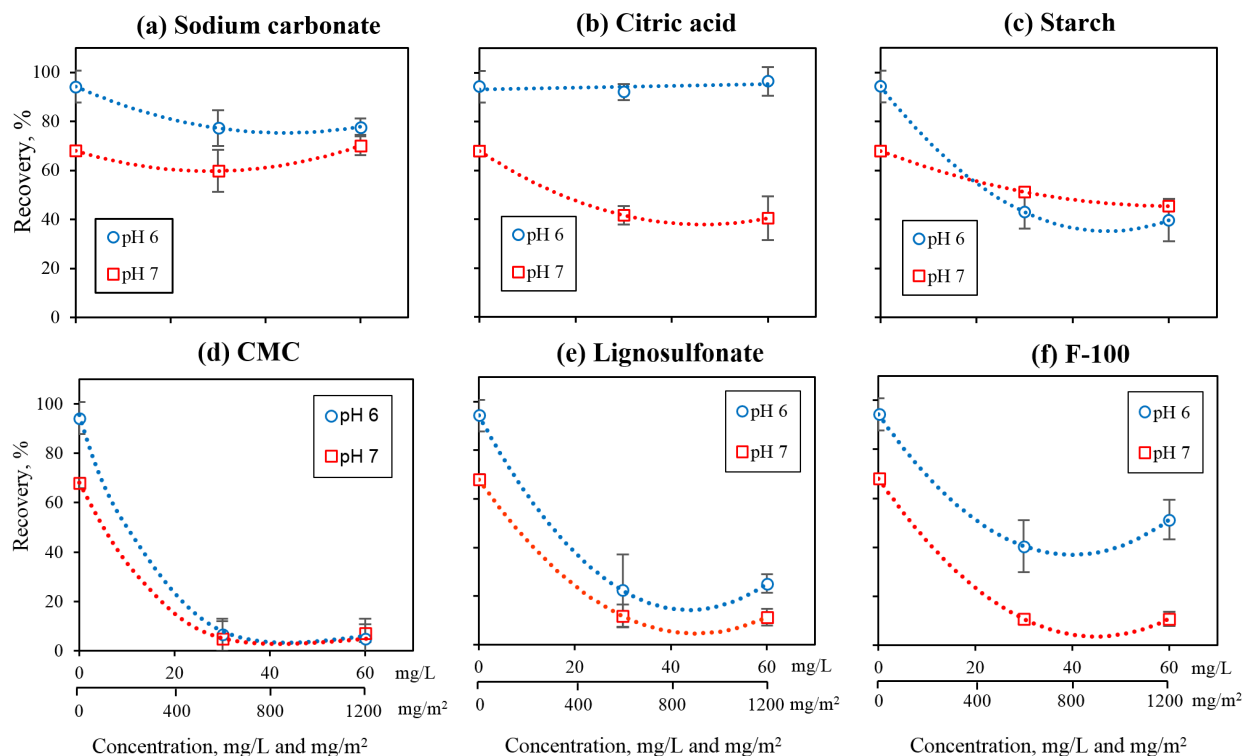 (a) Sodium carbonate
(b) Citric acid
(c) Starch
Recovery, %
100
80
60
40
20
0
pH 6
pH 7
pH 6
pH 7
pH 6
pH 7
(d) CMC
(e) Lignosulfonate
(f) F-100
Recovery, %
100
80
60
40
20
0
pH 6
pH 7
pH 6
pH 7
pH 6
pH 7
0 20 40 60 mg/L
0 400 800 1200 mg/m²
Concentration, mg/L and mg/m²
0 20 40 60 mg/L
0 400 800 1200 mg/m²
Concentration, mg/L and mg/m²
0 20 40 60 mg/L
0 400 800 1200 mg/m²
Concentration, mg/L and mg/m²